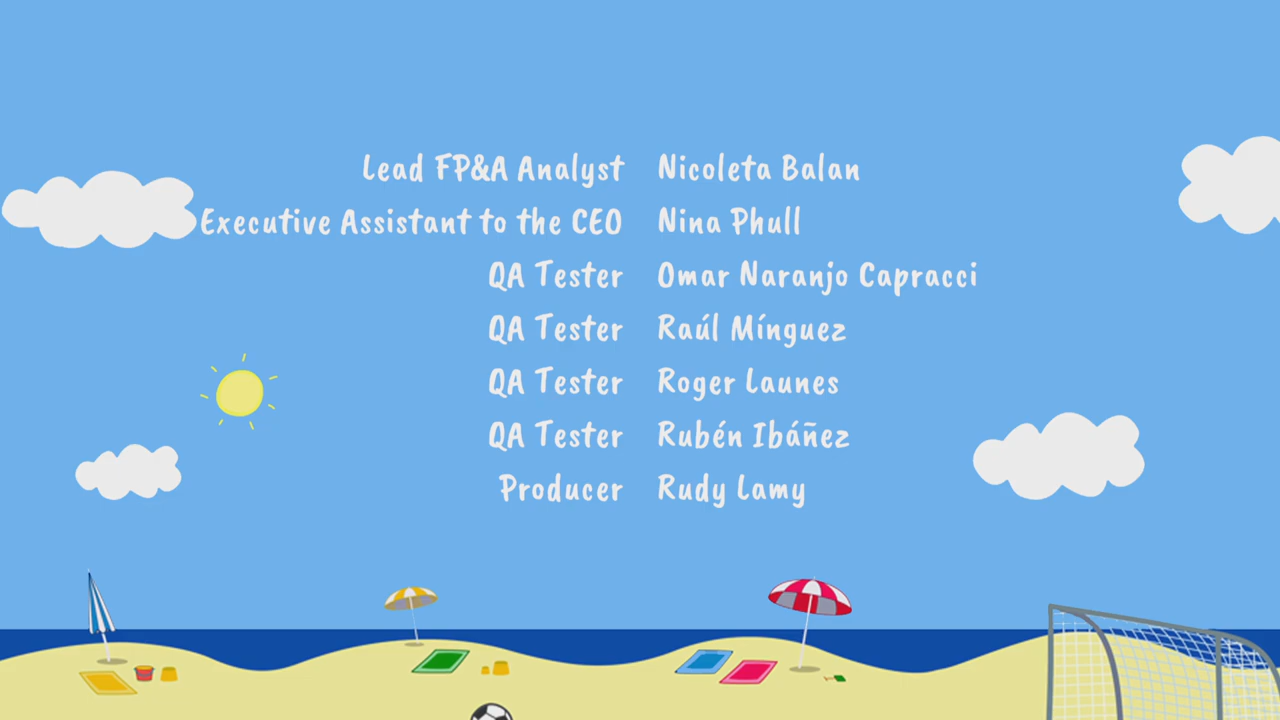 Lead FP&A Analyst Nicoleta Balan
Executive Assistant to the CEO Nina Phull
QA Tester Omar Naranjo Capracci
QA Tester Raúl Mínguez
QA Tester Roger Launes
QA Tester Rubén Ibáñez
Producer Rudy Lamy